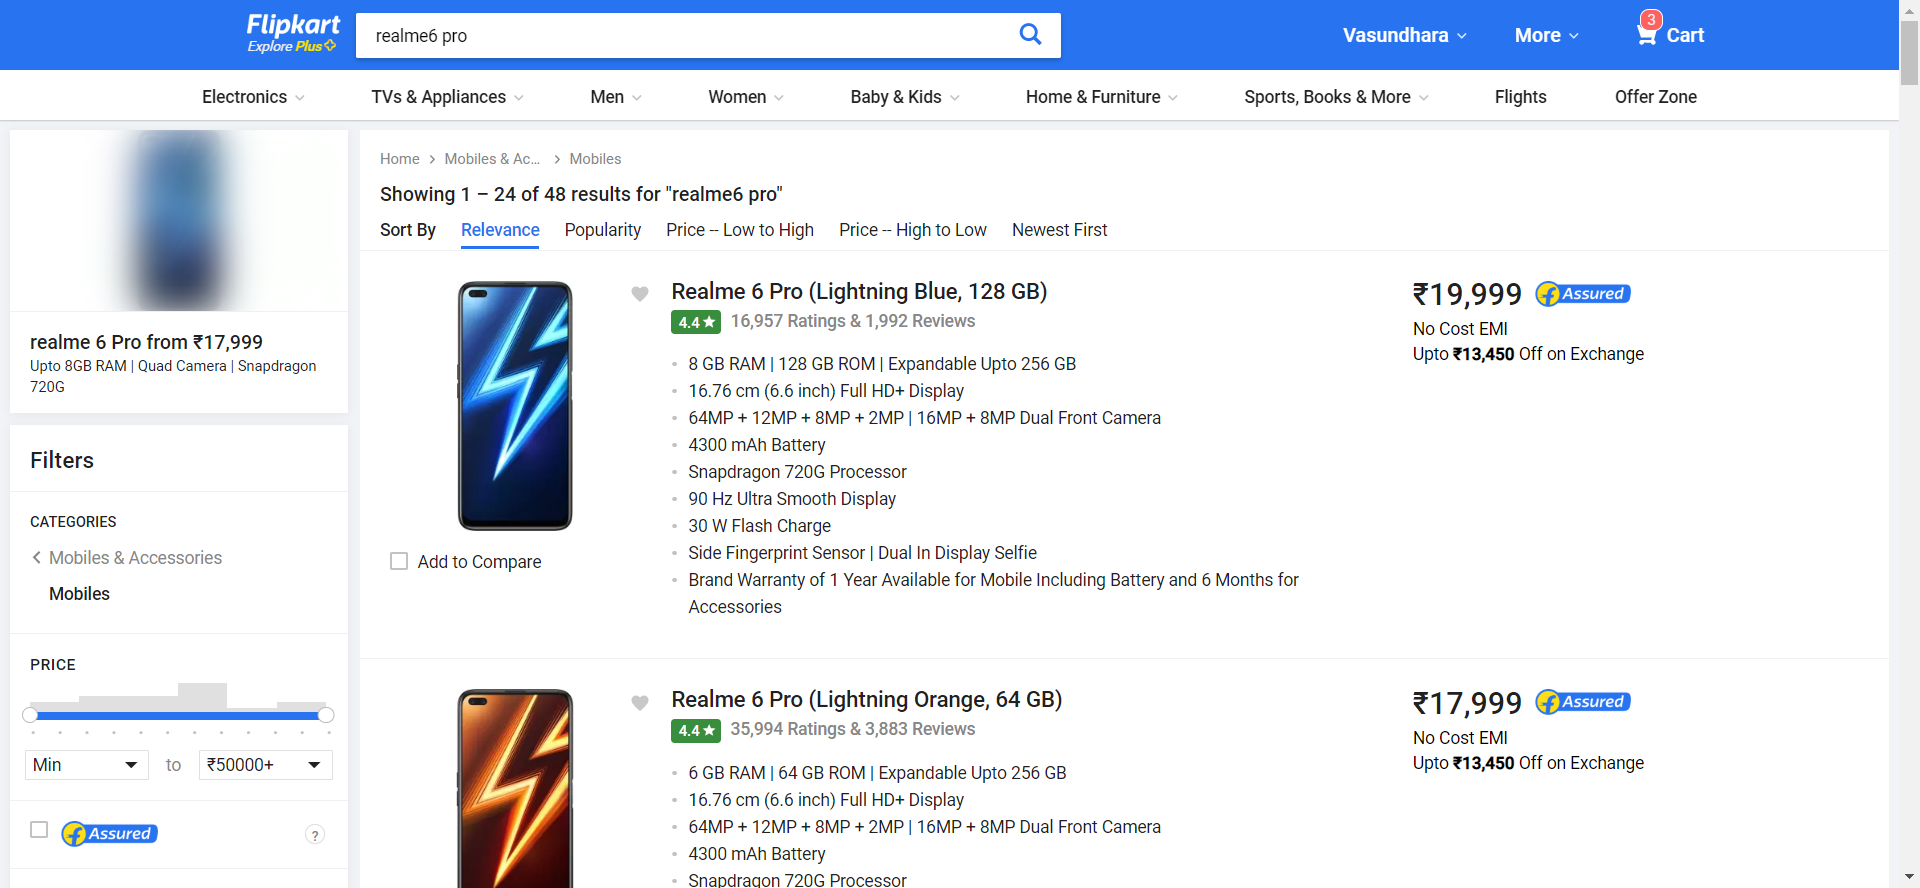 Flipkart
Explore Plus
realme6 pro
Vasundhara
More
3
Cart
Electronics
TVs & Appliances
Men
Women
Baby & Kids
Home & Furniture
Sports, Books & More
Flights
Offer Zone
realme 6 Pro from ₹17,999
Upto 8GB RAM | Quad Camera | Snapdragon
720G
Filters
CATEGORIES
Mobiles & Accessories
Mobiles
PRICE
Min
to
₹50000+
Assured
?
Home
Mobiles & Ac...
Mobiles
Showing 1 – 24 of 48 results for "realme6 pro"
Sort By
Relevance
Popularity
Price -- Low to High
Price -- High to Low
Newest First
Realme 6 Pro (Lightning Blue, 128 GB)
4.4
16,957 Ratings & 1,992 Reviews
8 GB RAM | 128 GB ROM | Expandable Upto 256 GB
16.76 cm (6.6 inch) Full HD+ Display
64MP + 12MP + 8MP + 2MP | 16MP + 8MP Dual Front Camera
4300 mAh Battery
Snapdragon 720G Processor
90 Hz Ultra Smooth Display
30 W Flash Charge
Side Fingerprint Sensor | Dual In Display Selfie
Brand Warranty of 1 Year Available for Mobile Including Battery and 6 Months for
Accessories
Add to Compare
₹19,999
Assured
No Cost EMI
Upto ₹13,450 Off on Exchange
Realme 6 Pro (Lightning Orange, 64 GB)
4.4
35,994 Ratings & 3,883 Reviews
6 GB RAM | 64 GB ROM | Expandable Upto 256 GB
16.76 cm (6.6 inch) Full HD+ Display
64MP + 12MP + 8MP + 2MP | 16MP + 8MP Dual Front Camera
4300 mAh Battery
Snapdragon 720G Processor
₹17,999
Assured
No Cost EMI
Upto ₹13,450 Off on Exchange